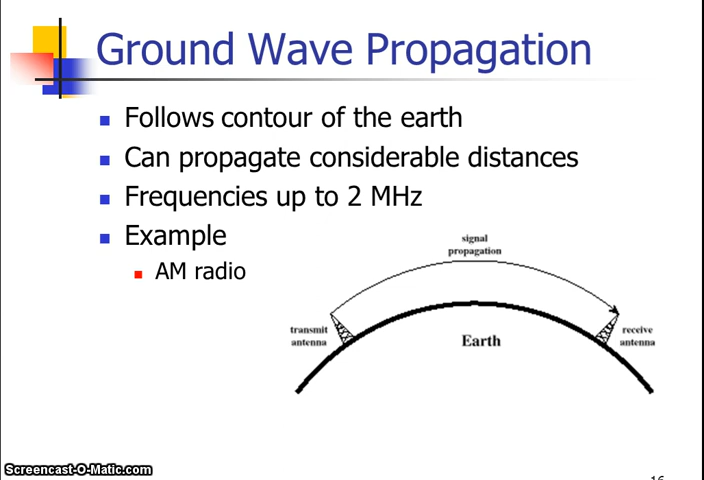 Ground Wave Propagation
Follows contour of the earth
Can propagate considerable distances
Frequencies up to 2 MHz
Example
AM radio
signal
propagation
transmit
antenna
Earth
receive
antenna
Screencast-O-Matic.com
16